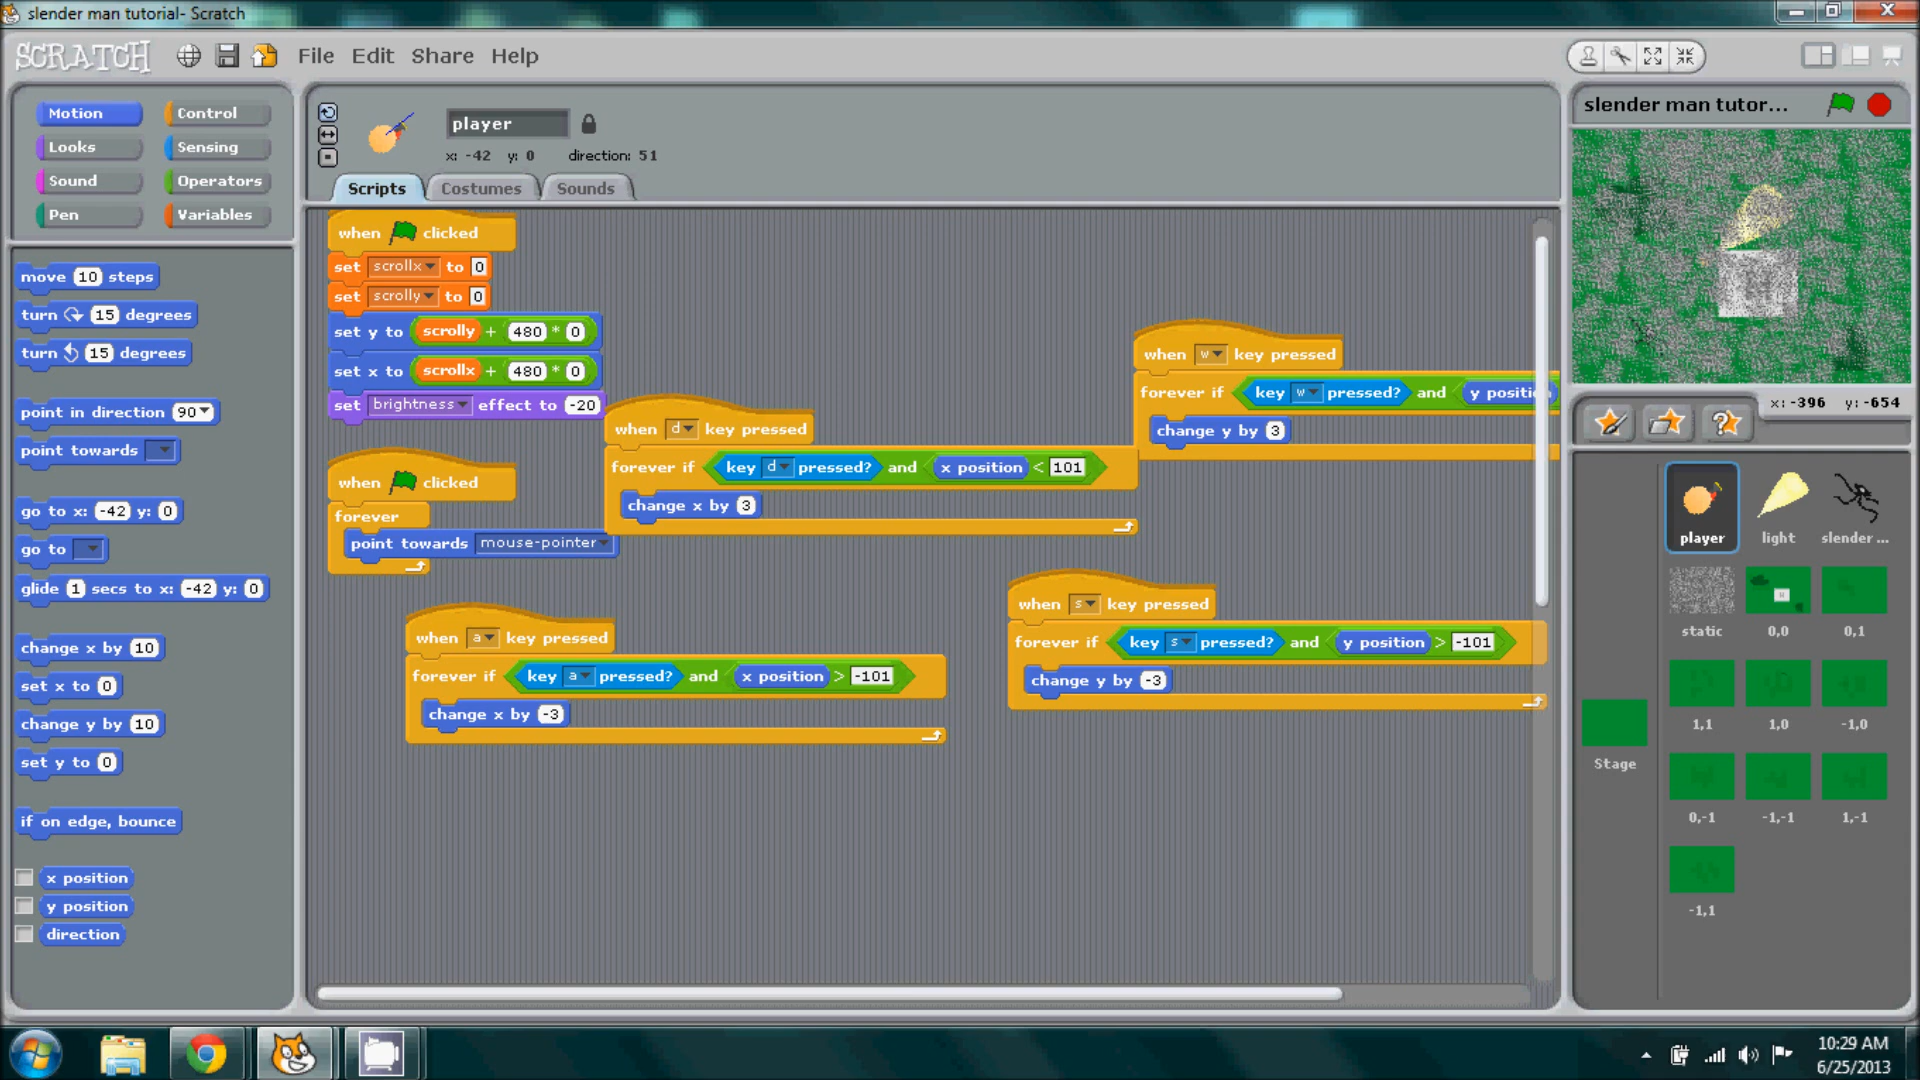 slender man tutorial- Scratch
SCRATCH File Edit Share Help
Motion Control
Looks Sensing
Sound Operators
Pen Variables
move 10 steps
turn 15 degrees
turn 15 degrees
point in direction 90
point towards
go to x: -42 y: 0
go to
glide 1 secs to x: -42 y: 0
change x by 10
set x to 0
change y by 10
set y to 0
if on edge, bounce
x position
y position
direction
player
x: -42 y: 0 direction: 51
Scripts Costumes Sounds
when clicked
set scrollx to 0
set scrolly to 0
set y to scrolly + 480 * 0
set x to scrollx + 480 * 0
set brightness effect to -20
when clicked
forever
point towards mouse-pointer
when d key pressed
forever if key d pressed? and x position < 101
change x by 3
when a key pressed
forever if key a pressed? and x position > -101
change x by -3
when w key pressed
forever if key w pressed? and y position
change y by 3
when s key pressed
forever if key s pressed? and y position > -101
change y by -3
slender man tutor...
x: -396 y: -654
player light slender ...
static 0,0 0,1
1,1 1,0 -1,0
Stage
0,-1 -1,-1 1,-1
-1,1
10:29 AM
6/25/2013